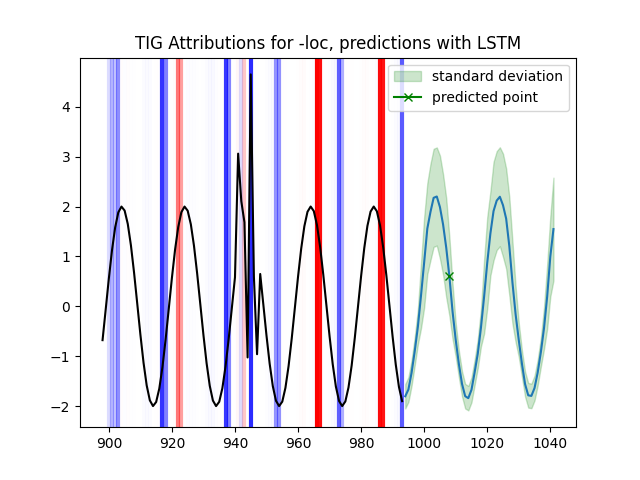 TIG Attributions for -loc, predictions with LSTM
standard deviation
predicted point
4
3
2
1
0
−1
−2
900 920 940 960 980 1000 1020 1040